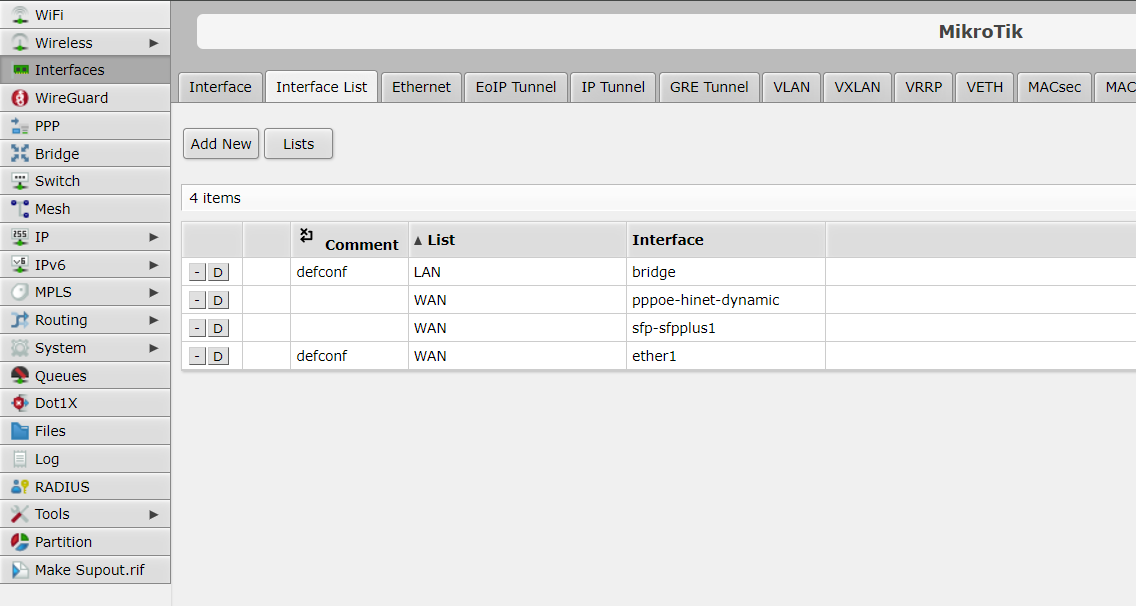 WiFi
Wireless
Interfaces
WireGuard
PPP
Bridge
Switch
Mesh
255 IP
v6 IPv6
MPLS
Routing
System
Queues
Dot1X
Files
Log
RADIUS
Tools
Partition
Make Supout.rif
MikroTik
Interface Interface List Ethernet EoIP Tunnel IP Tunnel GRE Tunnel VLAN VXLAN VRRP VETH MACsec MAC
Add New Lists
4 items
Comment ▲ List Interface
- D defconf LAN bridge
- D WAN pppoe-hinet-dynamic
- D WAN sfp-sfpplus1
- D defconf WAN ether1